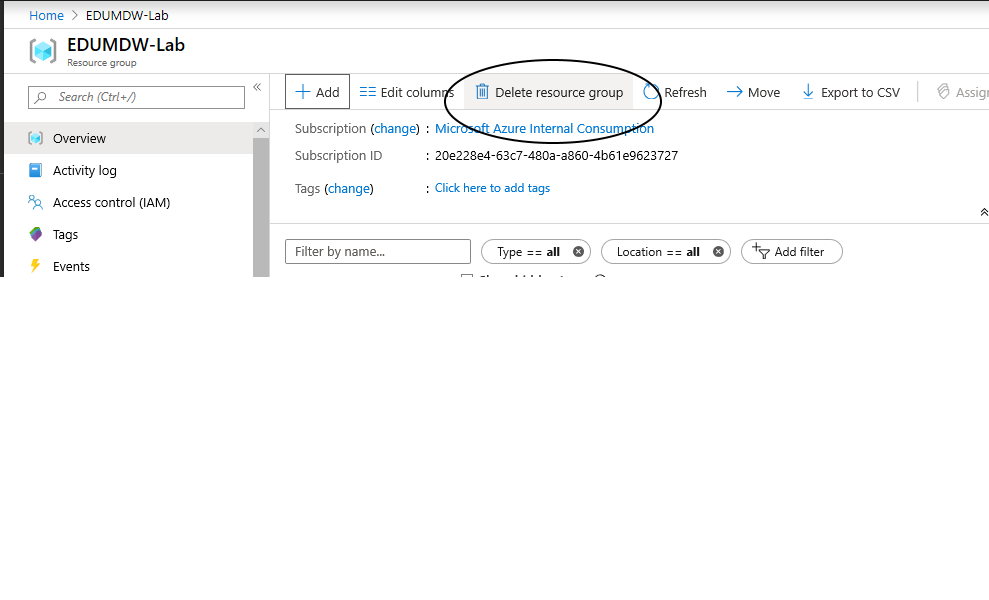 Home > EDUMDW-Lab
EDUMDW-Lab
Resource group
Search (Ctrl+/)
«
Overview
Activity log
Access control (IAM)
Tags
Events
Add Edit columns Delete resource group Refresh Move Export to CSV Assign
Subscription (change) : Microsoft Azure Internal Consumption
Subscription ID : 20e228e4-63c7-480a-a860-4b61e9623727
Tags (change) : Click here to add tags
Filter by name... Type == all Location == all Add filter